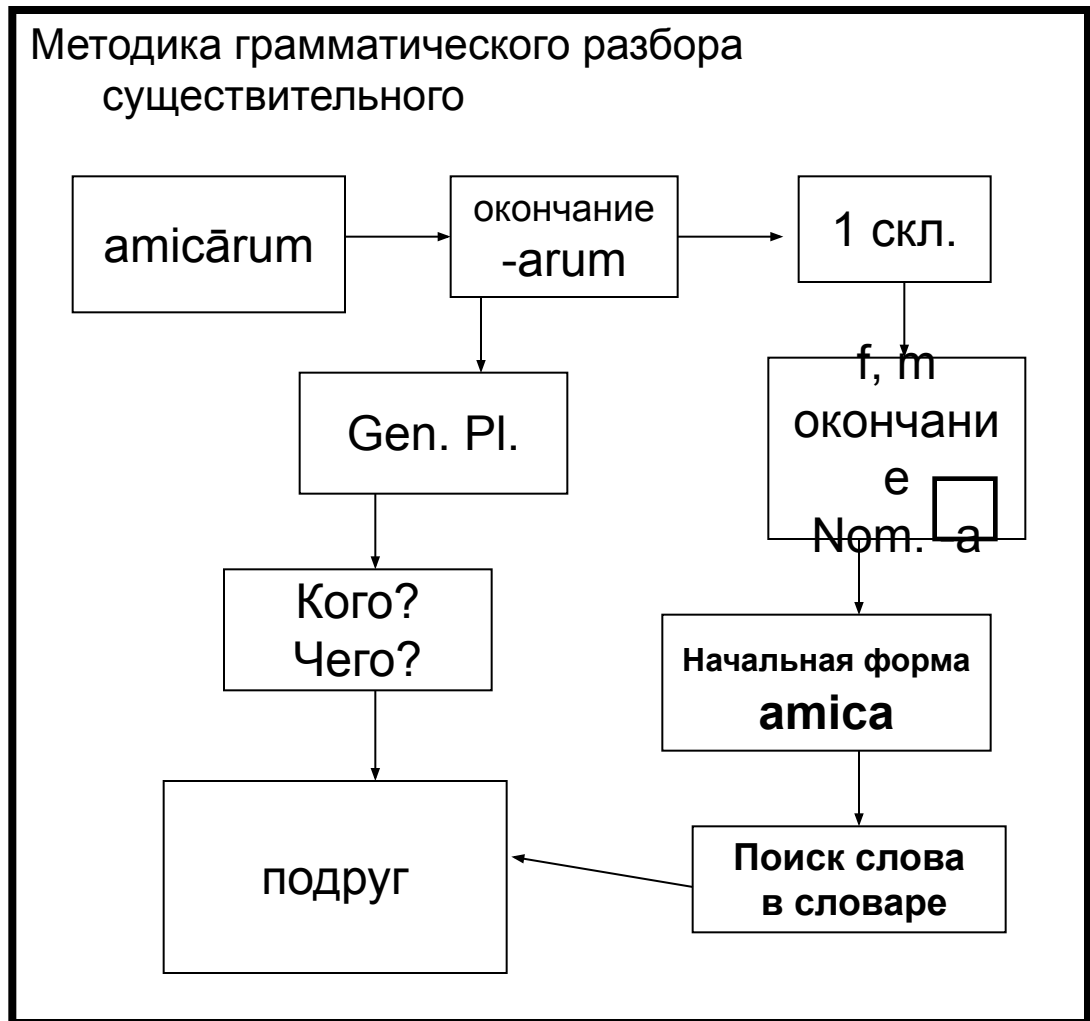 Методика грамматического разбора
существительного
amicārum
окончание
-arum
1 скл.
Gen. Pl.
f, m
окончани
е
Nom. -a
Кого?
Чего?
Начальная форма
amica
подруг
Поиск слова
в словаре